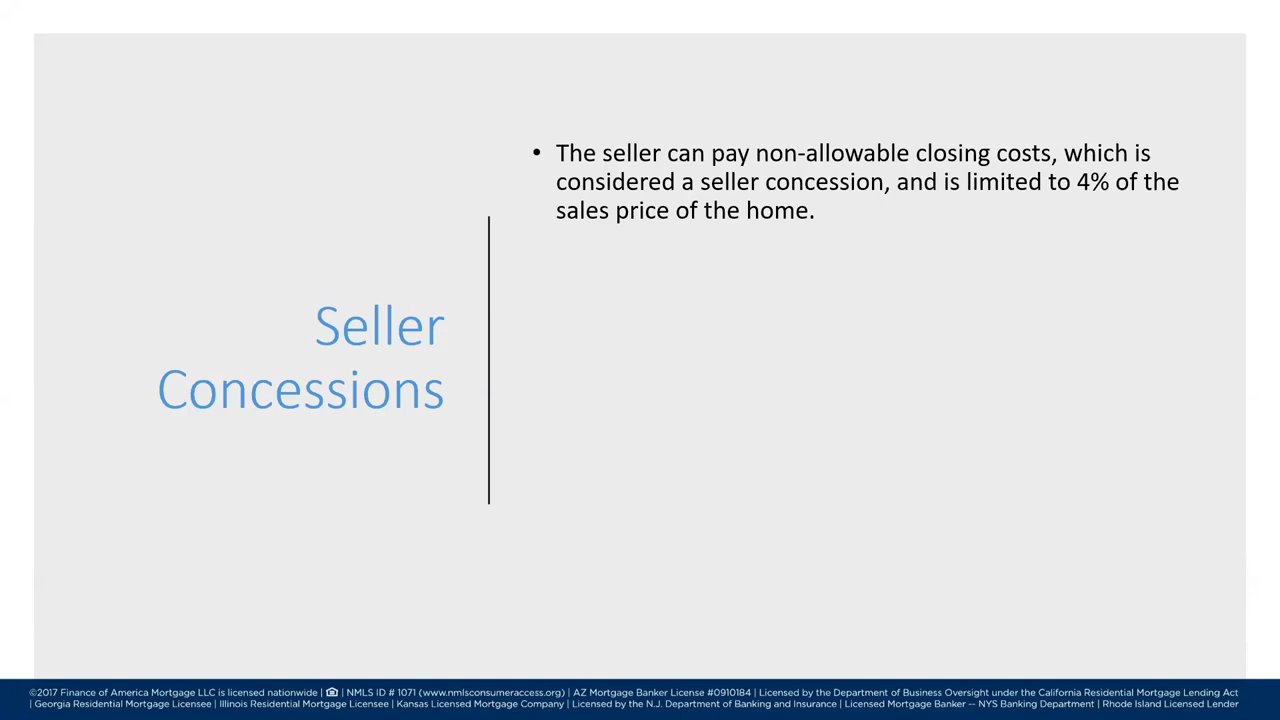 Seller
Concessions
• The seller can pay non-allowable closing costs, which is
considered a seller concession, and is limited to 4% of the
sales price of the home.
©2017 Finance of America Mortgage LLC is licensed nationwide | | NMLS ID # 1071 (www.nmlsconsumeraccess.org) | AZ Mortgage Banker License #0910184 | Licensed by the Department of Business Oversight under the California Residential Mortgage Lending Act
| Georgia Residential Mortgage Licensee | Illinois Residential Mortgage Licensee | Kansas Licensed Mortgage Company | Licensed by the N.J. Department of Banking and Insurance | Licensed Mortgage Banker -- NYS Banking Department | Rhode Island Licensed Lender